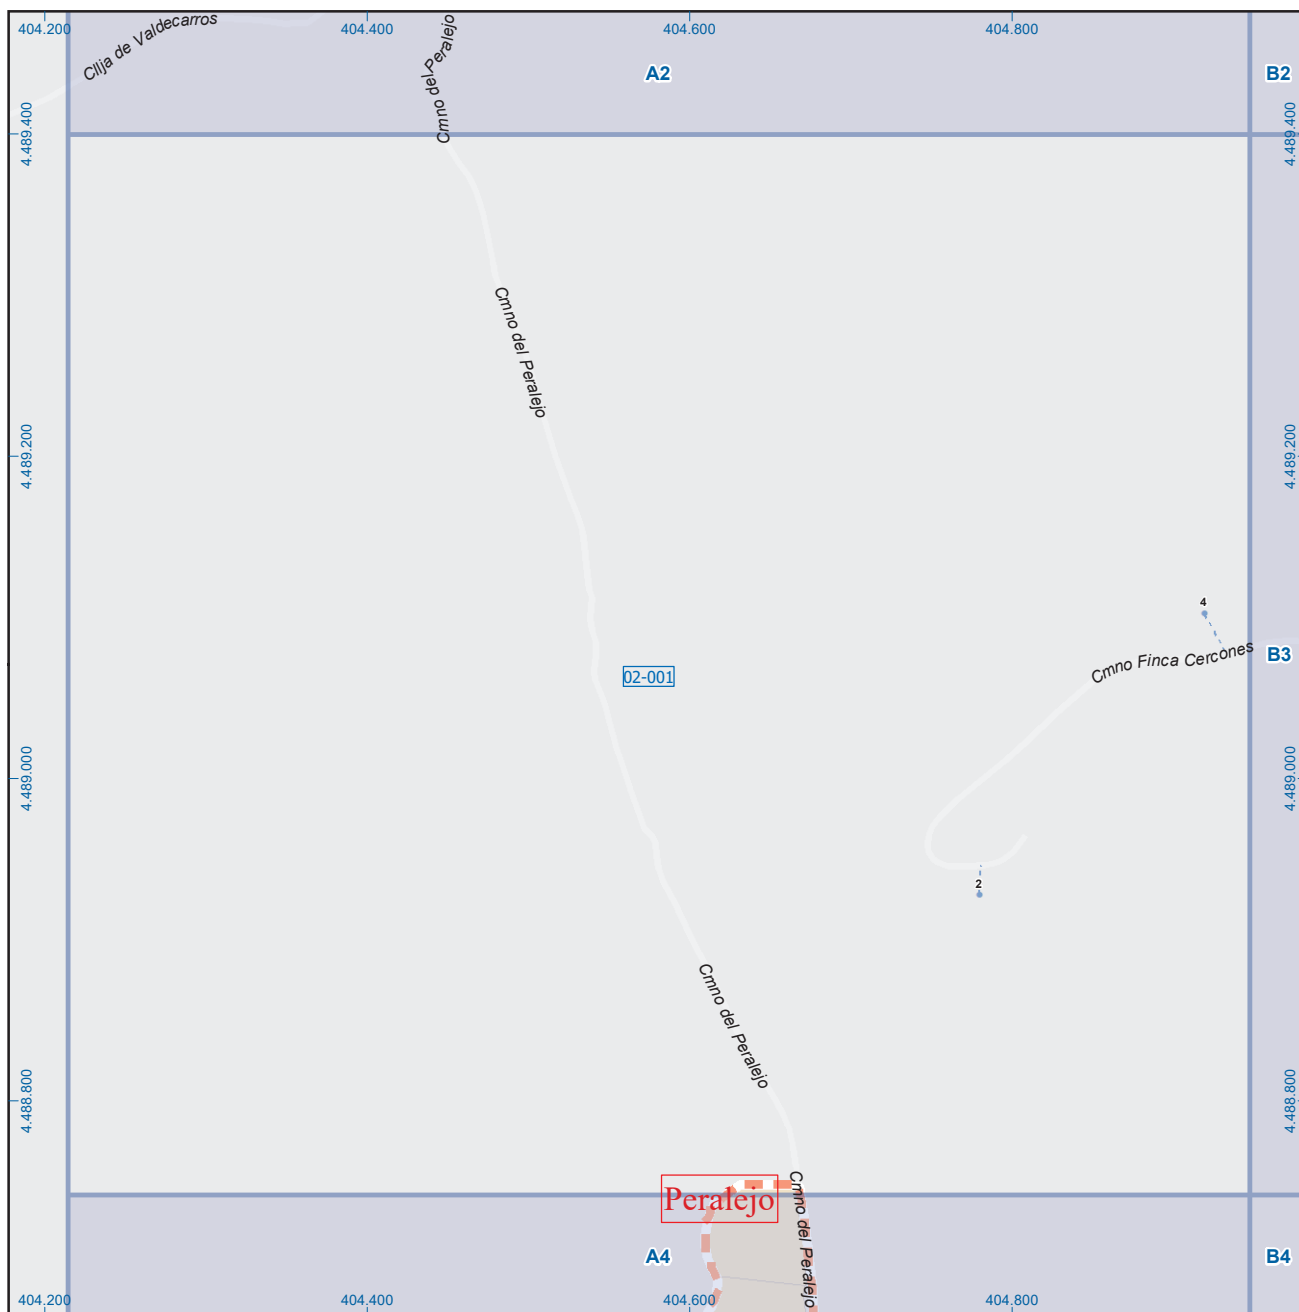 404.200
404.400
404.600
404.800
Cllja de Valdecarros
Cmno del Peralejo
A2
B2
4.489.400
4.489.400
Cmno del Peralejo
4.489.200
4.489.200
4
Cmno Finca Cercones
B3
02-001
4.489.000
4.489.000
2
Cmno del Peralejo
4.488.800
4.488.800
Peralejo
Cmno del Peralejo
A4
B4
404.200
404.400
404.600
404.800